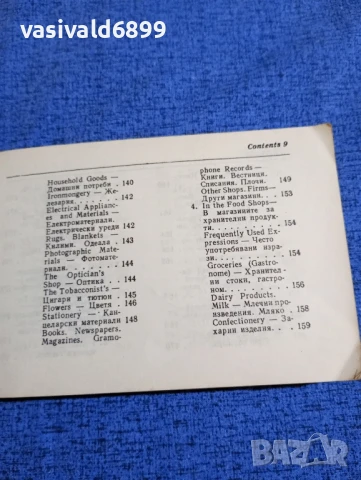 vasivald6899
Contents 9
Household Goods —
Домашни потреби . 140
Ironmongery — Же-
лезария. . . . 142
Electrical Applianc-
es and Materials —
Електроматериали.
Електрически уреди 142
Rugs. Blankels —
Килими. Одеала . 143
Photographic Mate-
rials — Фотомате-
риали. . . . . 144
The Optician's
Shop — Оптика . . 144
The Tobacconist's —
Цигари и тютюн . 145
Flowers — Цветя. . 146
Stationery — Кан-
целарски материали 148
Books. Newspapers.
Magazines. Gramo-
phone Records —
Книги. Вестници.
Списания. Плочи. 149
Other Shops. Firms—
Други магазини. . 153
4. In the Food Shops—
В магазините за
хранителни продук-
ти. . . . . . 154
Frequently Used Ex-
pressions — Често
употребявани изра-
зи. . . . . . 154
Groceries (Gastro-
nome) — Хранител-
ни стоки, гастро-
ном. . . . . . 156
Dairy Products.
Milk — Млечни про-
изведения. Мляко . 158
Confectionery — За-
харни изделия. . . 159
BAZAR